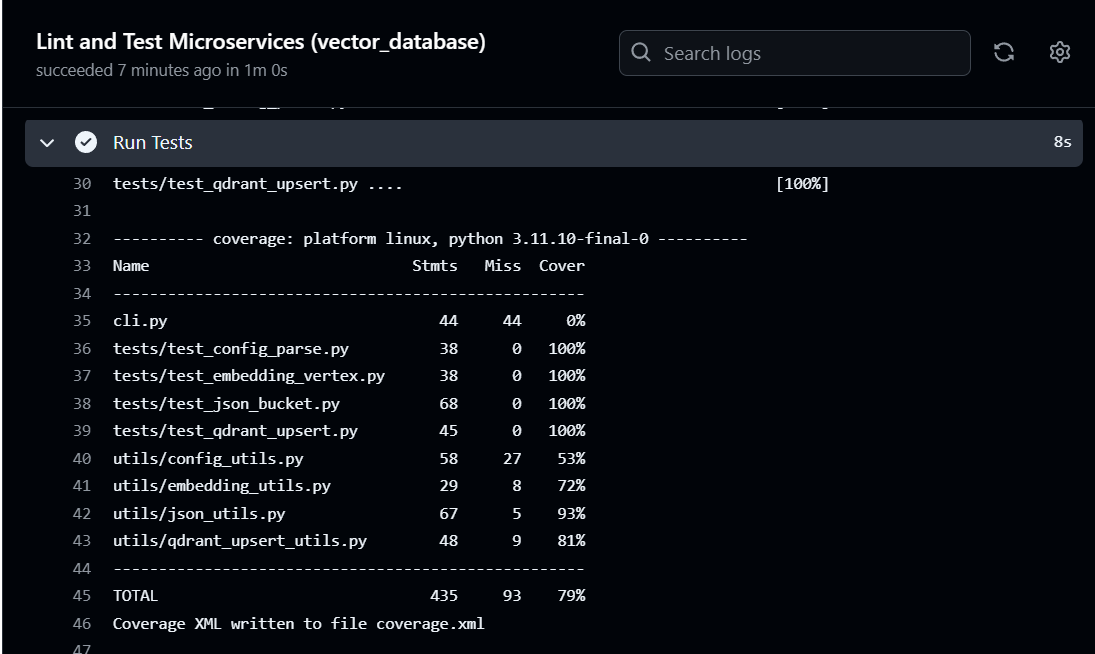 Lint and Test Microservices (vector_database)
succeeded 7 minutes ago in 1m 0s
Search logs
Run Tests 8s
30 tests/test_qdrant_upsert.py .... [100%]
31
32 ---------- coverage: platform linux, python 3.11.10-final-0 ----------
33 Name Stmts Miss Cover
34 ----------------------------------------------------
35 cli.py 44 44 0%
36 tests/test_config_parse.py 38 0 100%
37 tests/test_embedding_vertex.py 38 0 100%
38 tests/test_json_bucket.py 68 0 100%
39 tests/test_qdrant_upsert.py 45 0 100%
40 utils/config_utils.py 58 27 53%
41 utils/embedding_utils.py 29 8 72%
42 utils/json_utils.py 67 5 93%
43 utils/qdrant_upsert_utils.py 48 9 81%
44 ----------------------------------------------------
45 TOTAL 435 93 79%
46 Coverage XML written to file coverage.xml
47